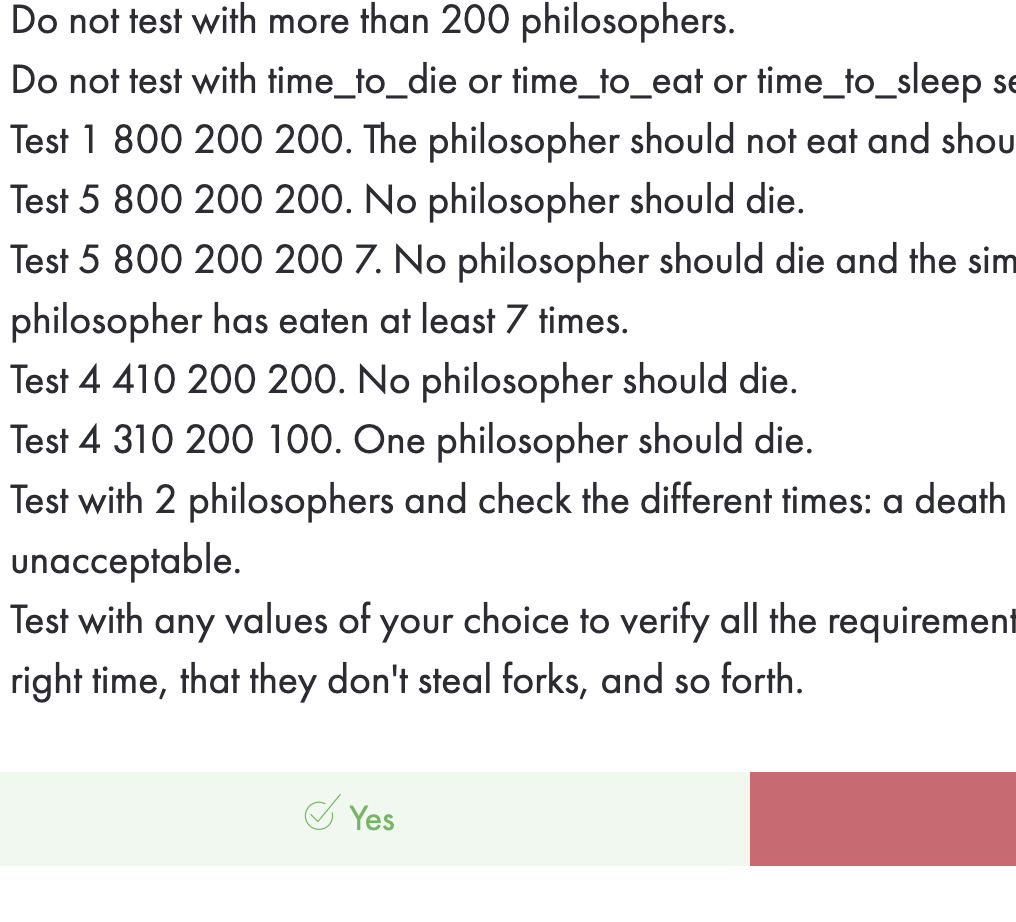 Do not test with more than 200 philosophers.
Do not test with time_to_die or time_to_eat or time_to_sleep
Test 1 800 200 200. The philosopher should not eat and
Test 5 800 200 200. No philosopher should die.
Test 5 800 200 200 7. No philosopher should die and the
philosopher has eaten at least 7 times.
Test 4 410 200 200. No philosopher should die.
Test 4 310 200 100. One philosopher should die.
Test with 2 philosophers and check the different times: a death
unacceptable.
Test with any values of your choice to verify all the requirement
right time, that they don't steal forks, and so forth.
Yes